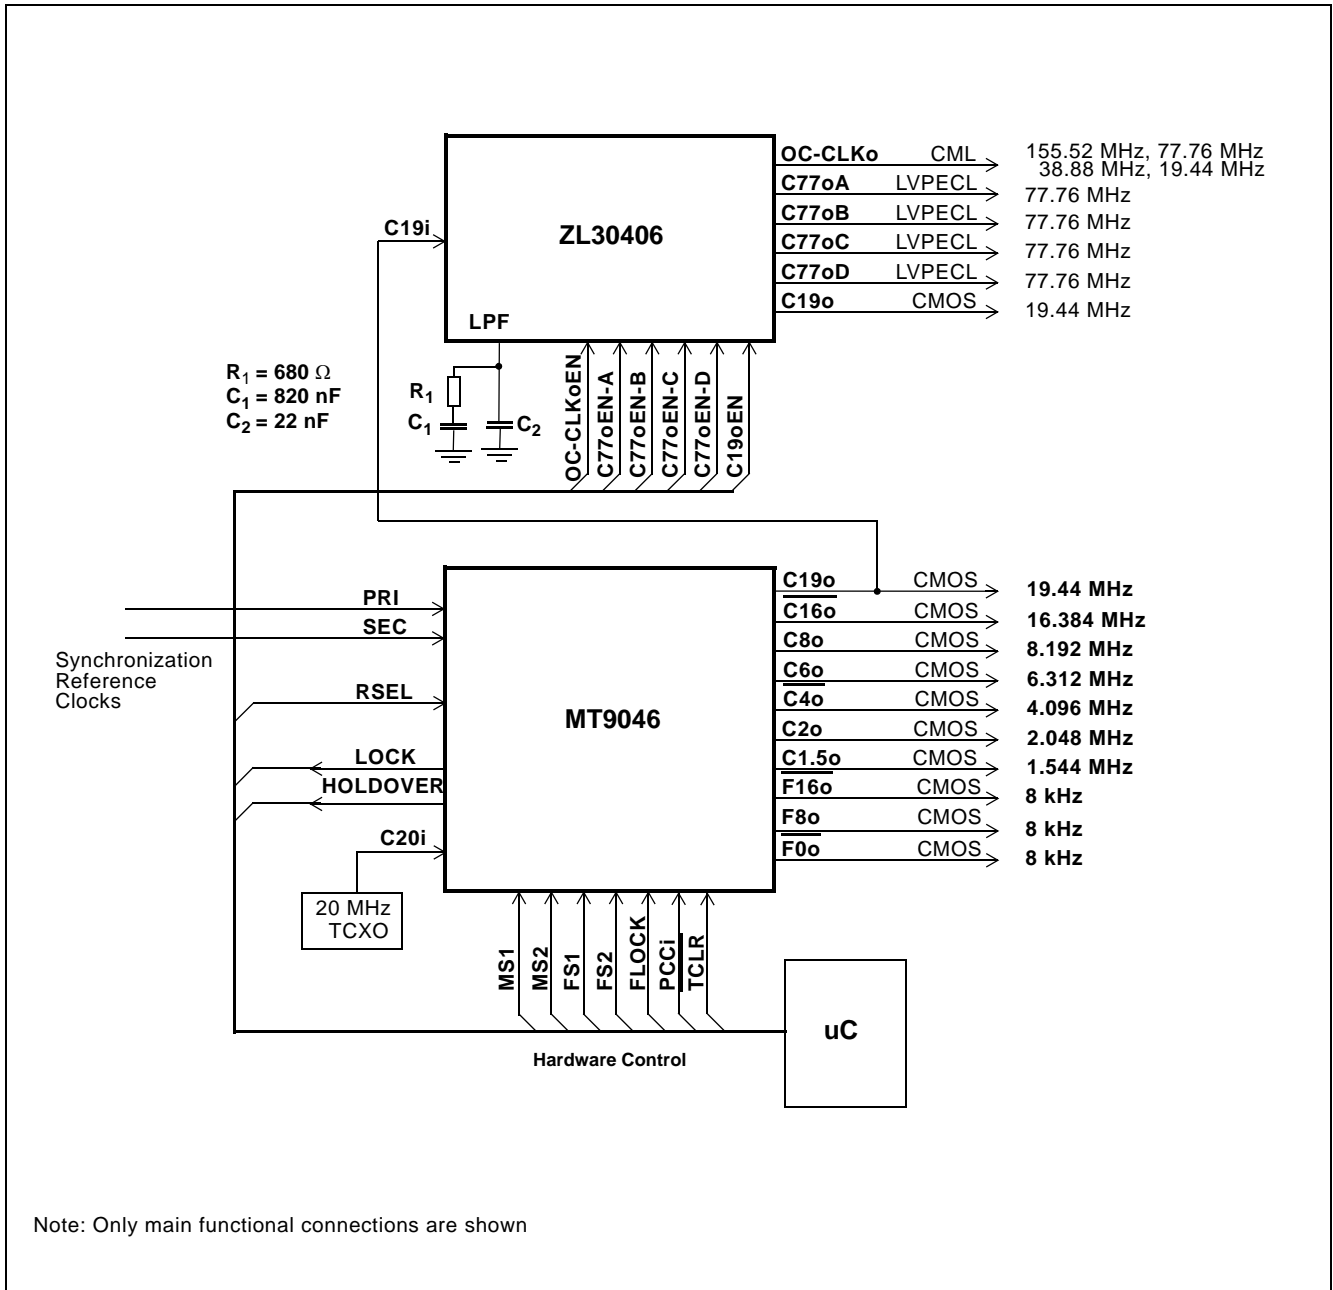 OC-CLKo CML 155.52 MHz, 77.76 MHz
38.88 MHz, 19.44 MHz
C77oA LVPECL 77.76 MHz
C77oB LVPECL 77.76 MHz
C19i ZL30406
C77oC LVPECL 77.76 MHz
C77oD LVPECL 77.76 MHz
C19o CMOS 19.44 MHz
LPF
R1 = 680 Ω
C1 = 820 nF
C2 = 22 nF
R1
C1
C2
OC-CLKoEN
C77oEN-A
C77oEN-B
C77oEN-C
C77oEN-D
C19oEN
PRI
SEC
Synchronization
Reference
Clocks
RSEL
LOCK
HOLDOVER
C20i
20 MHz
TCXO
MT9046
C19o CMOS 19.44 MHz
C16o CMOS 16.384 MHz
C8o CMOS 8.192 MHz
C6o CMOS 6.312 MHz
C4o CMOS 4.096 MHz
C2o CMOS 2.048 MHz
C1.5o CMOS 1.544 MHz
F16o CMOS 8 kHz
F8o CMOS 8 kHz
F0o CMOS 8 kHz
MS1
MS2
FS1
FS2
FLOCK
PCCi
TCLR
Hardware Control
uC
Note: Only main functional connections are shown